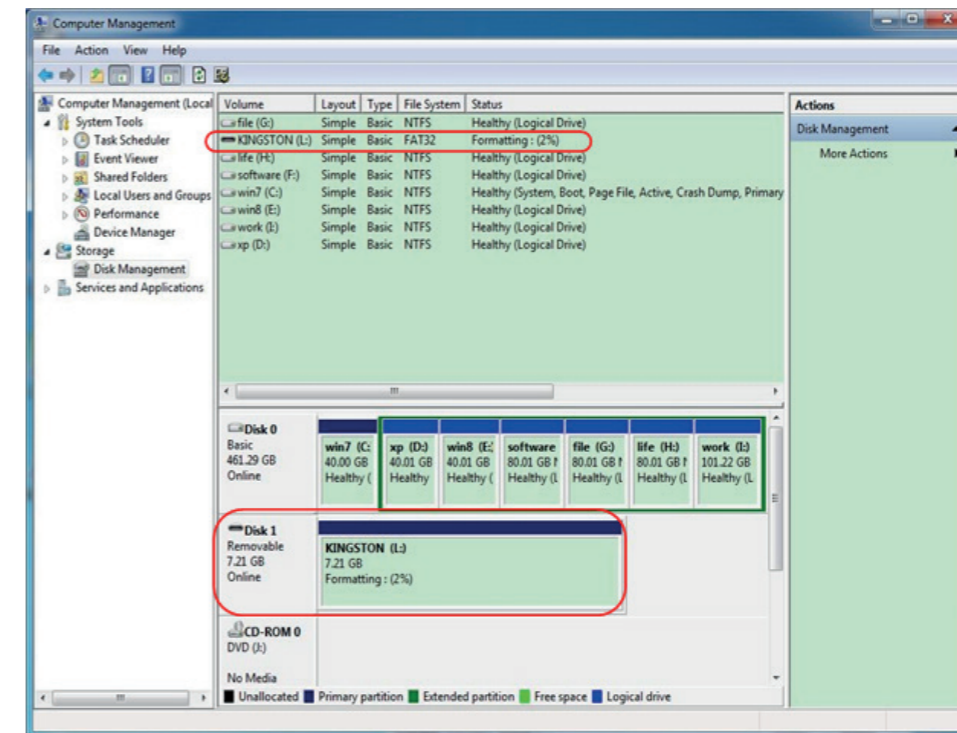 Computer Management
File Action View Help
Computer Management (Local
System Tools
Task Scheduler
Event Viewer
Shared Folders
Local Users and Groups
Performance
Device Manager
Storage
Disk Management
Services and Applications
Volume Layout Type File System Status
file (G:) Simple Basic NTFS Healthy (Logical Drive)
KINGSTON (L:) Simple Basic FAT32 Formatting : (2%)
life (H:) Simple Basic NTFS Healthy (Logical Drive)
software (F:) Simple Basic NTFS Healthy (Logical Drive)
win7 (C:) Simple Basic NTFS Healthy (System, Boot, Page File, Active, Crash Dump, Primary
win8 (E:) Simple Basic NTFS Healthy (Logical Drive)
work (I:) Simple Basic NTFS Healthy (Logical Drive)
xp (D:) Simple Basic NTFS Healthy (Logical Drive)
Actions
Disk Management
More Actions
Disk 0
Basic
461.29 GB
Online
win7 (C: xp (D:) win8 (E: software file (G:) life (H:) work (I:)
40.00 GB 40.01 GB 40.01 GB 80.01 GB 80.01 GB 80.01 GB 101.22 GB
Healthy ( Healthy Healthy ( Healthy (L Healthy (L Healthy (L Healthy (L
Disk 1
Removable
7.21 GB
Online
KINGSTON (L:)
7.21 GB
Formatting : (2%)
CD-ROM 0
DVD (J:)
No Media
Unallocated Primary partition Extended partition Free space Logical drive